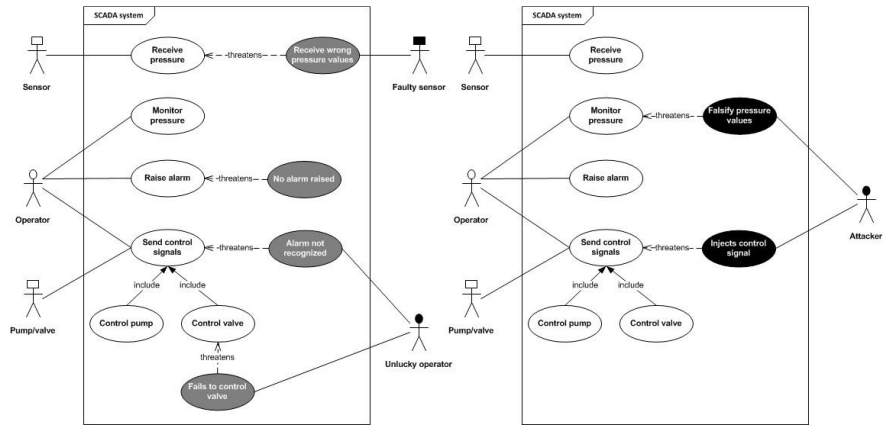 SCADA system
Receive
pressure
threatens
Receive wrong
pressure values
Sensor
Faulty sensor
Monitor
pressure
Raise alarm
threatens
No alarm raised
Operator
Send control
signals
threatens
Alarm not
recognized
include
include
Control pump
Control valve
Pump/valve
threatens
Unlucky operator
Fails to control
valve
SCADA system
Receive
pressure
Sensor
Monitor
pressure
threatens
Falsify pressure
values
Raise alarm
Operator
Attacker
Send control
signals
threatens
Injects control
signal
include
include
Control pump
Control valve
Pump/valve